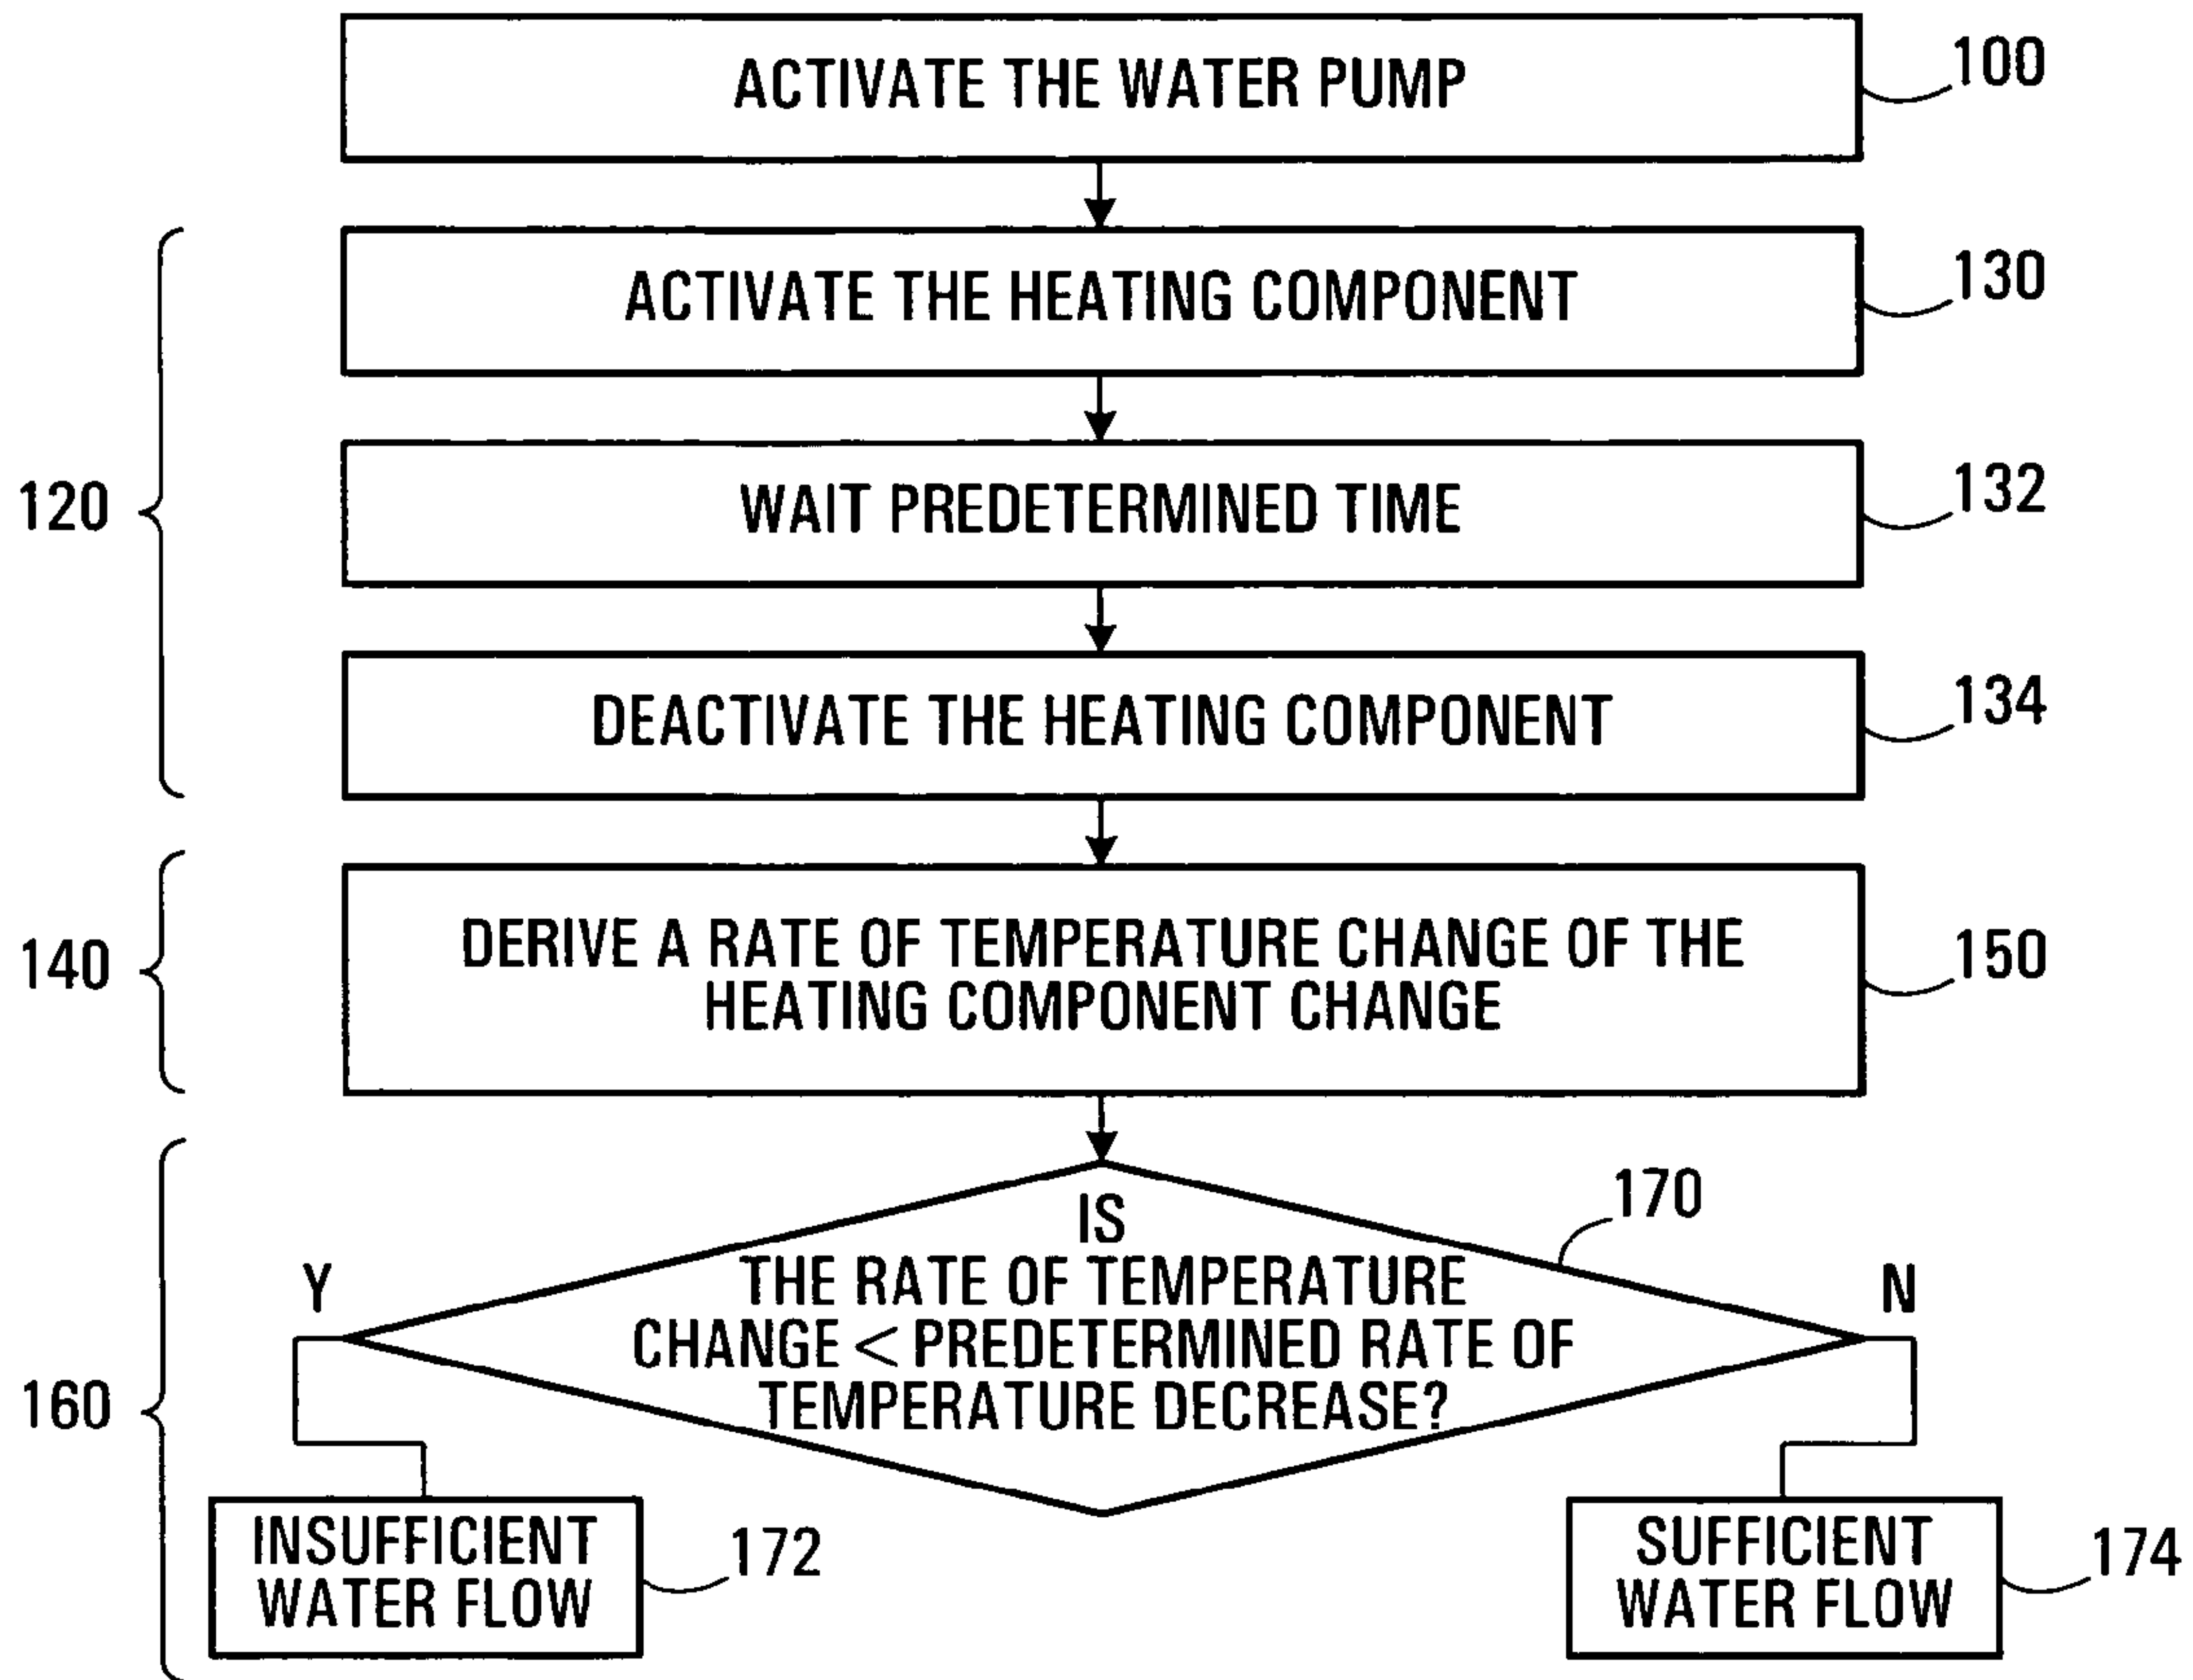 ACTIVATE THE WATER PUMP
100
ACTIVATE THE HEATING COMPONENT
130
120
WAIT PREDETERMINED TIME
132
DEACTIVATE THE HEATING COMPONENT
134
140
DERIVE A RATE OF TEMPERATURE CHANGE OF THE
HEATING COMPONENT CHANGE
150
160
170
IS
THE RATE OF TEMPERATURE
CHANGE < PREDETERMINED RATE OF
TEMPERATURE DECREASE?
Y
N
INSUFFICIENT
WATER FLOW
172
SUFFICIENT
WATER FLOW
174